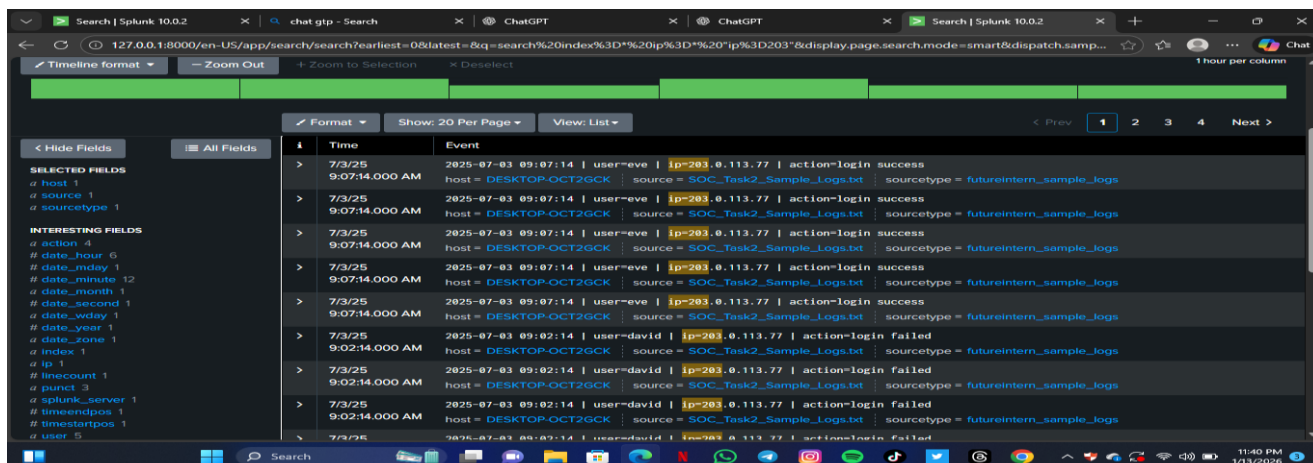 Search | Splunk 10.0.2
chat gtp - Search
ChatGPT
ChatGPT
Search | Splunk 10.0.2
127.0.0.1:8000/en-US/app/search/search?earliest=0&latest=&q=search%20index%3D*%20ip%3D*%20"ip%3D203"&display.page.search.mode=smart&dispatch.samp...
Chat
Timeline format
Zoom Out
+ Zoom to Selection
× Deselect
1 hour per column
Format
Show: 20 Per Page
View: List
< Prev 1 2 3 4 Next >
< Hide Fields
All Fields
i Time Event
SELECTED FIELDS
a host 1
a source 1
a sourcetype 1
INTERESTING FIELDS
a action 4
# date_hour 6
# date_mday 1
# date_minute 12
a date_month 1
# date_second 1
a date_wday 1
# date_year 1
a date_zone 1
a index 1
a ip 1
# linecount 1
a punct 3
a splunk_server 1
# timeendpos 1
# timestartpos 1
a user 5
> 7/3/25 2025-07-03 09:07:14 | user=eve | ip=203.0.113.77 | action=login success
9:07:14.000 AM host = DESKTOP-OCT2GCK source = SOC_Task2_Sample_Logs.txt sourcetype = futureintern_sample_logs
> 7/3/25 2025-07-03 09:07:14 | user=eve | ip=203.0.113.77 | action=login success
9:07:14.000 AM host = DESKTOP-OCT2GCK source = SOC_Task2_Sample_Logs.txt sourcetype = futureintern_sample_logs
> 7/3/25 2025-07-03 09:07:14 | user=eve | ip=203.0.113.77 | action=login success
9:07:14.000 AM host = DESKTOP-OCT2GCK source = SOC_Task2_Sample_Logs.txt sourcetype = futureintern_sample_logs
> 7/3/25 2025-07-03 09:07:14 | user=eve | ip=203.0.113.77 | action=login success
9:07:14.000 AM host = DESKTOP-OCT2GCK source = SOC_Task2_Sample_Logs.txt sourcetype = futureintern_sample_logs
> 7/3/25 2025-07-03 09:07:14 | user=eve | ip=203.0.113.77 | action=login success
9:07:14.000 AM host = DESKTOP-OCT2GCK source = SOC_Task2_Sample_Logs.txt sourcetype = futureintern_sample_logs
> 7/3/25 2025-07-03 09:02:14 | user=david | ip=203.0.113.77 | action=login failed
9:02:14.000 AM host = DESKTOP-OCT2GCK source = SOC_Task2_Sample_Logs.txt sourcetype = futureintern_sample_logs
> 7/3/25 2025-07-03 09:02:14 | user=david | ip=203.0.113.77 | action=login failed
9:02:14.000 AM host = DESKTOP-OCT2GCK source = SOC_Task2_Sample_Logs.txt sourcetype = futureintern_sample_logs
> 7/3/25 2025-07-03 09:02:14 | user=david | ip=203.0.113.77 | action=login failed
9:02:14.000 AM host = DESKTOP-OCT2GCK source = SOC_Task2_Sample_Logs.txt sourcetype = futureintern_sample_logs
> 7/3/25 2025-07-03 09:02:14 | user=david | ip=203.0.113.77 | action=login failed
Search
11:40 PM
1/13/2026